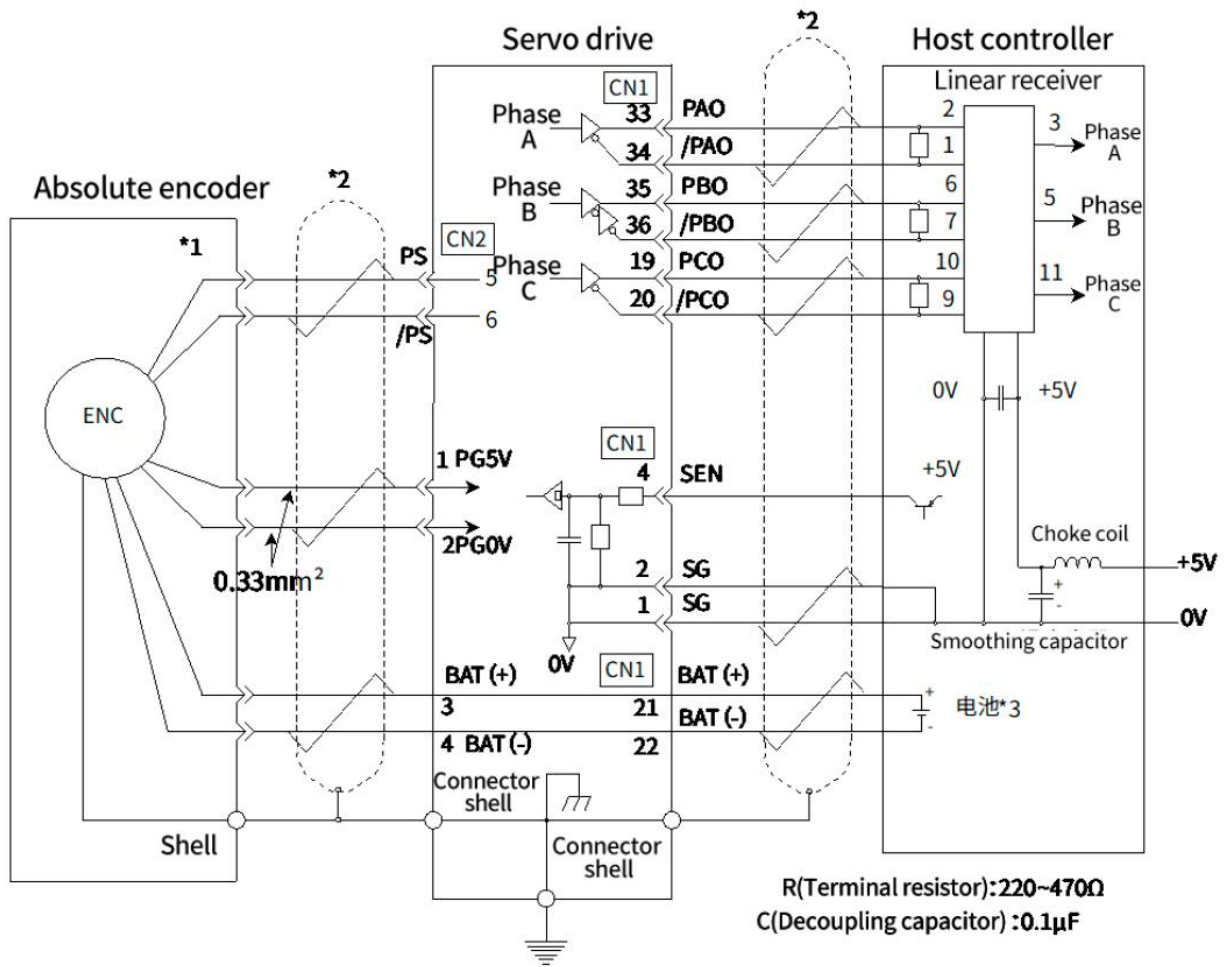 *2
Servo drive
Host controller
CN1
Linear receiver
33 PAO
2
Phase
A
3
Phase
A
34 /PAO
1
Absolute encoder
*2
Phase
B
35 PBO
6
5
Phase
B
36 /PBO
7
*1
CN2
PS
5
Phase
C
19 PCO
10
11
Phase
C
20 /PCO
9
6
/PS
ENC
0V
+5V
CN1
1 PG5V
4 SEN
+5V
2PG0V
Choke coil
0.33mm²
2 SG
+5V
+
-
1 SG
0V
0V
Smoothing capacitor
BAT (+)
CN1
BAT (+)
+
电池*3
3
21
BAT (-)
-
4 BAT (-)
22
Connector
shell
Shell
Connector
shell
R(Terminal resistor):220~470Ω
C(Decoupling capacitor) :0.1μF